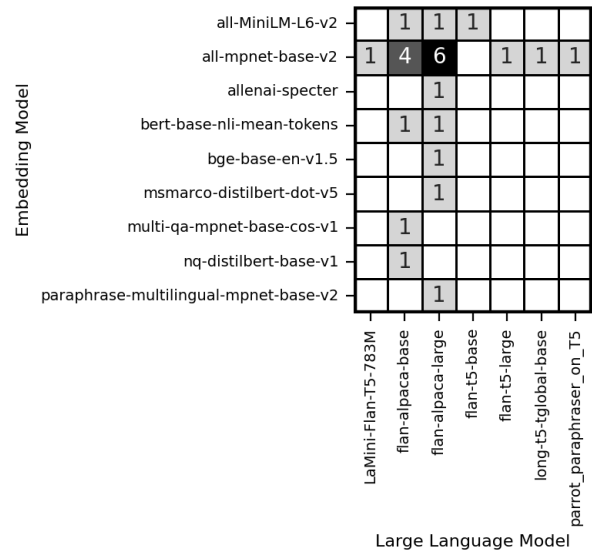 Embedding Model
all-MiniLM-L6-v2 1 1 1
all-mpnet-base-v2 1 4 6 1 1 1
allenai-specter 1
bert-base-nli-mean-tokens 1 1
bge-base-en-v1.5 1
msmarco-distilbert-dot-v5 1
multi-qa-mpnet-base-cos-v1 1
nq-distilbert-base-v1 1
paraphrase-multilingual-mpnet-base-v2 1
LaMini-Flan-T5-783M
flan-alpaca-base
flan-alpaca-large
flan-t5-base
flan-t5-large
long-t5-tglobal-base
parrot_paraphraser_on_T5
Large Language Model